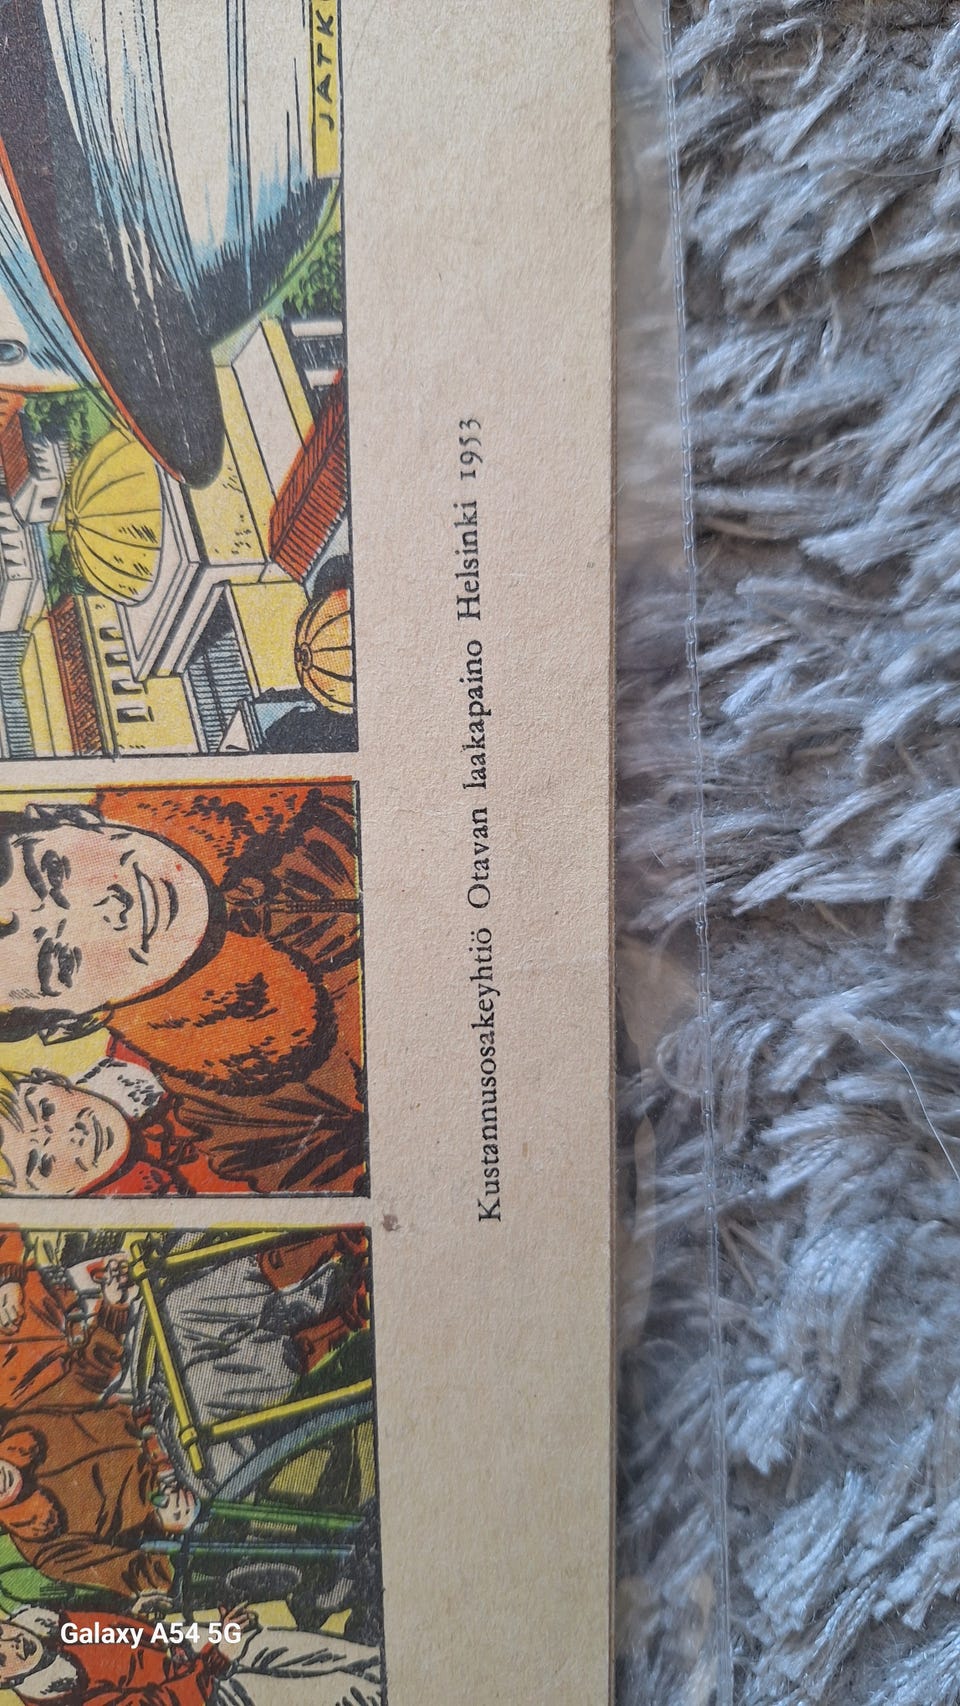 JATK
Kustannusosakeyhtiö Otavan laakapaino Helsinki 1953
Galaxy A54 5G